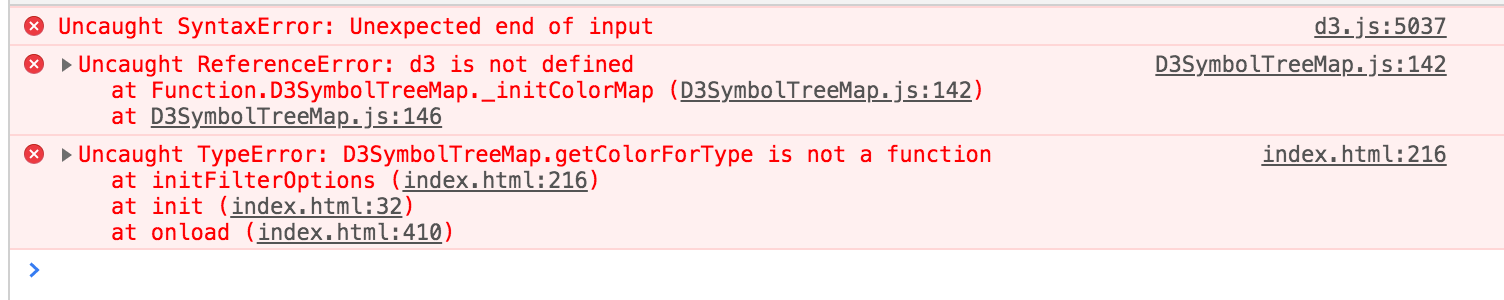 Uncaught SyntaxError: Unexpected end of input d3.js:5037
Uncaught ReferenceError: d3 is not defined D3SymbolTreeMap.js:142
at Function.D3SymbolTreeMap._initColorMap (D3SymbolTreeMap.js:142)
at D3SymbolTreeMap.js:146
Uncaught TypeError: D3SymbolTreeMap.getColorForType is not a function index.html:216
at initFilterOptions (index.html:216)
at init (index.html:32)
at onload (index.html:410)